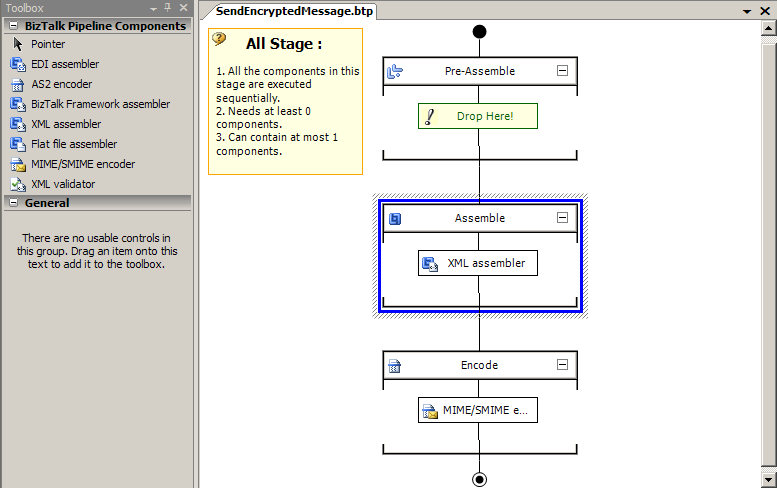 Toolbox
BizTalk Pipeline Components
Pointer
EDI assembler
AS2 encoder
BizTalk Framework assembler
XML assembler
Flat file assembler
MIME/SMIME encoder
XML validator
General
There are no usable controls in
this group. Drag an item onto this
text to add it to the toolbox.
SendEncryptedMessage.btp
All Stage :
1. All the components in this
stage are executed
sequentially.
2. Needs at least 0
components.
3. Can contain at most 1
components.
Pre-Assemble
Drop Here!
Assemble
XML assembler
Encode
MIME/SMIME e...